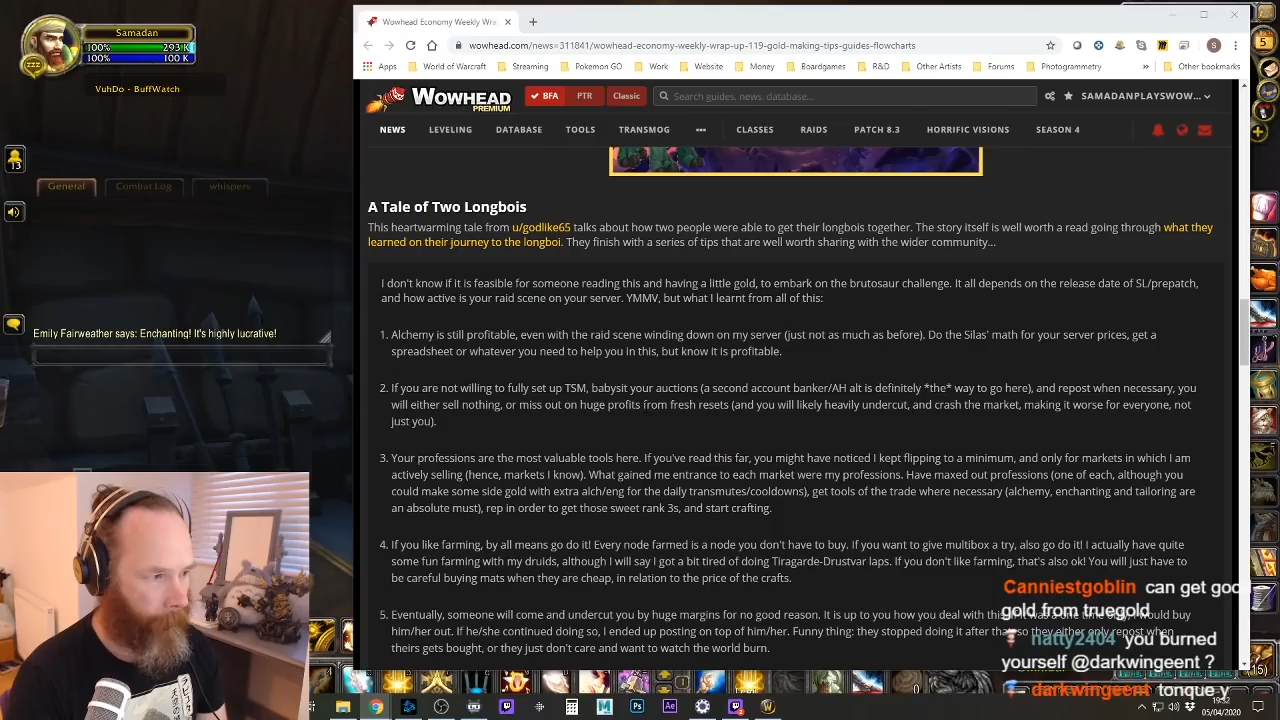 Samadan
100% 293 K
100% 100 K
VuhDo - BuffWatch
13
General Combat Log whispers
Emily Fairweather says: Enchanting! It's highly lucrative!
Wowhead Economy Weekly Wra
wowhead.com/news=311841/wowhead-economy-weekly-wrap-up-119-gold-making-tips-guides-flowcharts
S
Apps World of Warcraft Streaming Pokemon GO Work Website Money Boardgames R&D Other Artists Forums Photogrammetry » Other bookmarks
WOWHEAD
PREMIUM
BFA PTR Classic
Search guides, news, database...
SAMADANPLAYSWOW...
NEWS LEVELING DATABASE TOOLS TRANSMOG ••• CLASSES RAIDS PATCH 8.3 HORRIFIC VISIONS SEASON 4
A Tale of Two Longbois
This heartwarming tale from u/godlike65 talks about how two people were able to get their longbois together. The story itself is well worth a read going through what they
learned on their journey to the longboi. They finish with a series of tips that are well worth sharing with the wider community...
I don't know if it is feasible for someone reading this and having a little gold, to embark on the brutosaur challenge. It all depends on the release date of SL/prepatch,
and how active is your raid scene on your server. YMMV, but what I learnt from all of this:
1. Alchemy is still profitable, even with the raid scene winding down on my server (just not as much as before). Do the Silas' math for your server prices, get a
spreadsheet or whatever you need to help you in this, but know it is profitable.
2. If you are not willing to fully set up TSM, babysit your auctions (a second account banker/AH alt is definitely *the* way to go here), and repost when necessary, you
will either sell nothing, or miss out on huge profits from fresh resets (and you will likely heavily undercut, and crash the market, making it worse for everyone, not
just you).
3. Your professions are the most valuable tools here. If you've read this far, you might have noticed I kept flipping to a minimum, and only for markets in which I am
actively selling (hence, markets I know). What gained me entrance to each market were my professions. Have maxed out professions (one of each, although you
could make some side gold with extra alch/eng for the daily transmutes/cooldowns), get tools of the trade where necessary (alchemy, enchanting and tailoring are
an absolute must), rep in order to get those sweet rank 3s, and start crafting.
4. If you like farming, by all means go do it! Every node farmed is a node you don't have to buy. If you want to give multibox a try, also go do it! I actually have quite
some fun farming with my druids, although I will say I got a bit tired of doing Tiragarde-Drustvar laps. If you don't like farming, that's also ok! You will just have to
be careful buying mats when they are cheap, in relation to the price of the crafts.
5. Eventually, someone will come and undercut you by huge margins for no good reason. It is up to you how you deal with this. If it was a one time only, I would buy
him/her out. If he/she continued doing so, I ended up posting on top of him/her. Funny thing: they stopped doing it after that, so they either only repost when
theirs gets bought, or they just don't care and want to watch the world burn.
Canniestgoblin can get goo
gold from truegold
natty2404 you burned
yourself @darkwingeent ?
darkwingeent tongue y
5
(15)
19:52
05/04/2020